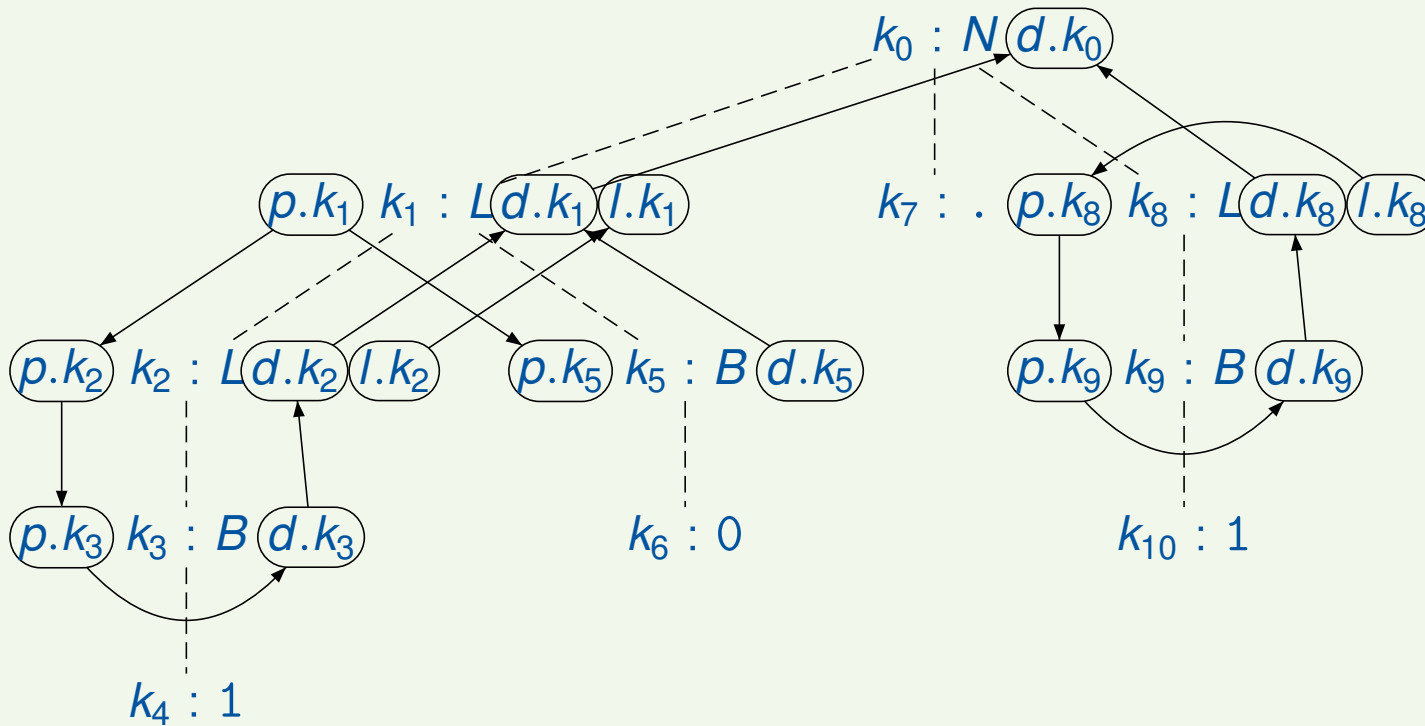 k₀ : N d.k₀
p.k₁ k₁ : L d.k₁ l.k₁ k₇ : . p.k₈ k₈ : L d.k₈ l.k₈
p.k₂ k₂ : L d.k₂ l.k₂ p.k₅ k₅ : B d.k₅ p.k₉ k₉ : B d.k₉
p.k₃ k₃ : B d.k₃ k₆ : 0 k₁₀ : 1
k₄ : 1